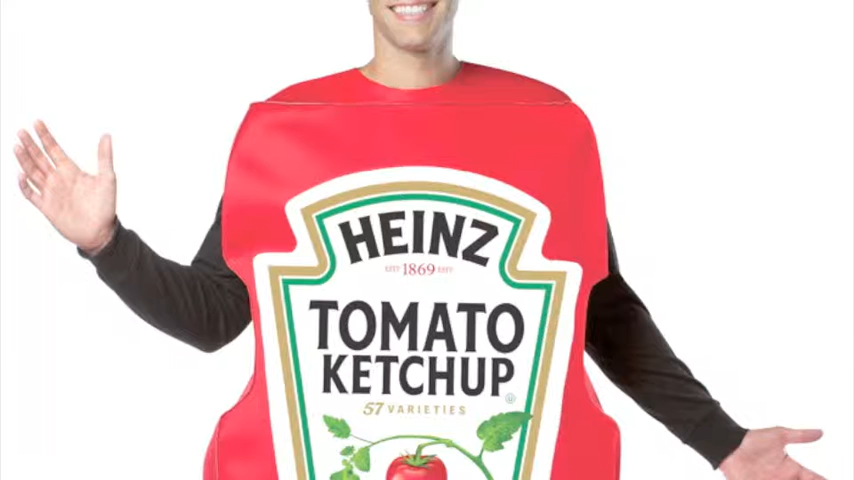 HEINZ
EST 1869 EST
TOMATO
KETCHUP
57 VARIETIES